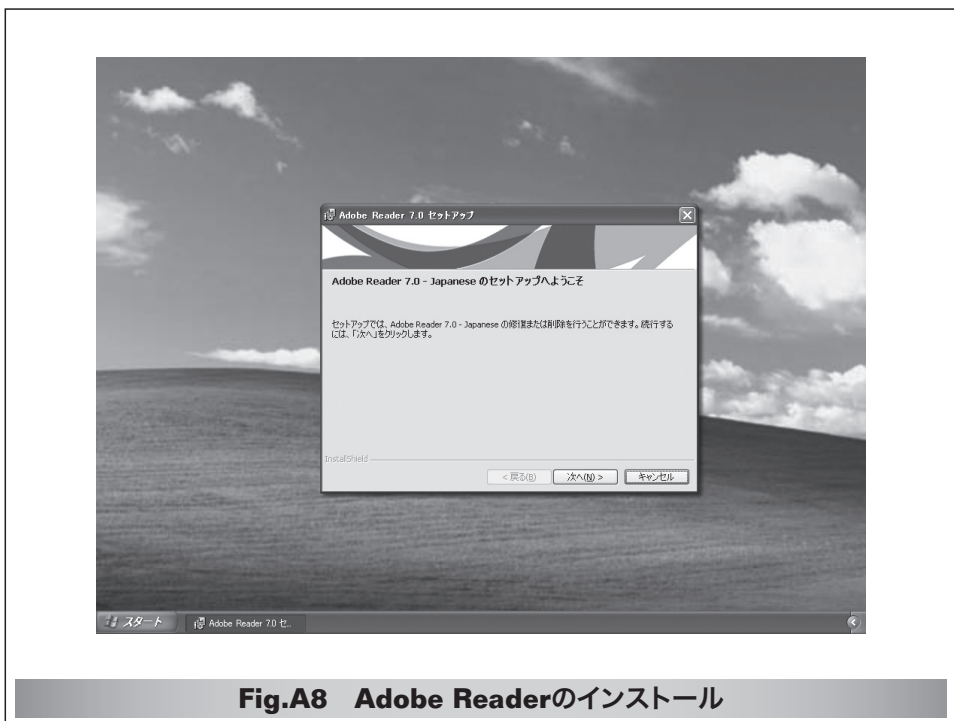 Adobe Reader 7.0 セットアップ
Adobe Reader 7.0 - Japanese のセットアップへようこそ
セットアップでは、Adobe Reader 7.0 - Japanese の修復または削除を行うことができます。続行する
には、「次へ」をクリックします。
InstallShield
< 戻る(B) 次へ(N) > キャンセル
スタート Adobe Reader 7.0 セ...
Fig.A8 Adobe Readerのインストール